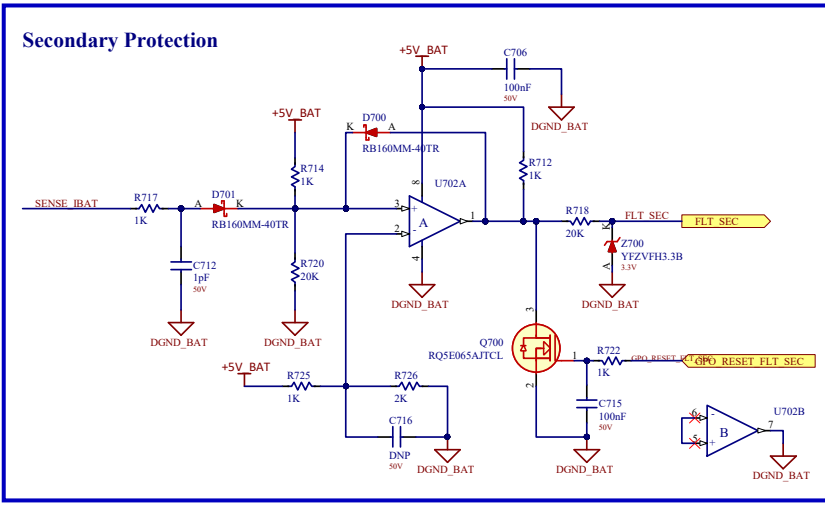 Secondary Protection
+5V_BAT
C706
100nF
50V
DGND_BAT
+5V_BAT
D700
K
A
RB160MM-40TR
R714
1K
R712
1K
8
U702A
SENSE_IBAT
R717
1K
D701
A
K
RB160MM-40TR
3
+
A
2
-
1
4
DGND_BAT
R718
20K
FLT_SEC
FLT_SEC
K
Z700
YFZVFH3.3B
3.3V
A
DGND_BAT
C712
1pF
50V
DGND_BAT
R720
20K
DGND_BAT
3
Q700
RQ5E065AJTCL
1
2
R722
1K
GPO_RESET_FLT_SEC
GPO_RESET_FLT_SEC
+5V_BAT
R725
1K
R726
2K
C716
DNP
50V
DGND_BAT
C715
100nF
50V
DGND_BAT
6
-
5
+
B
7
U702B
DGND_BAT